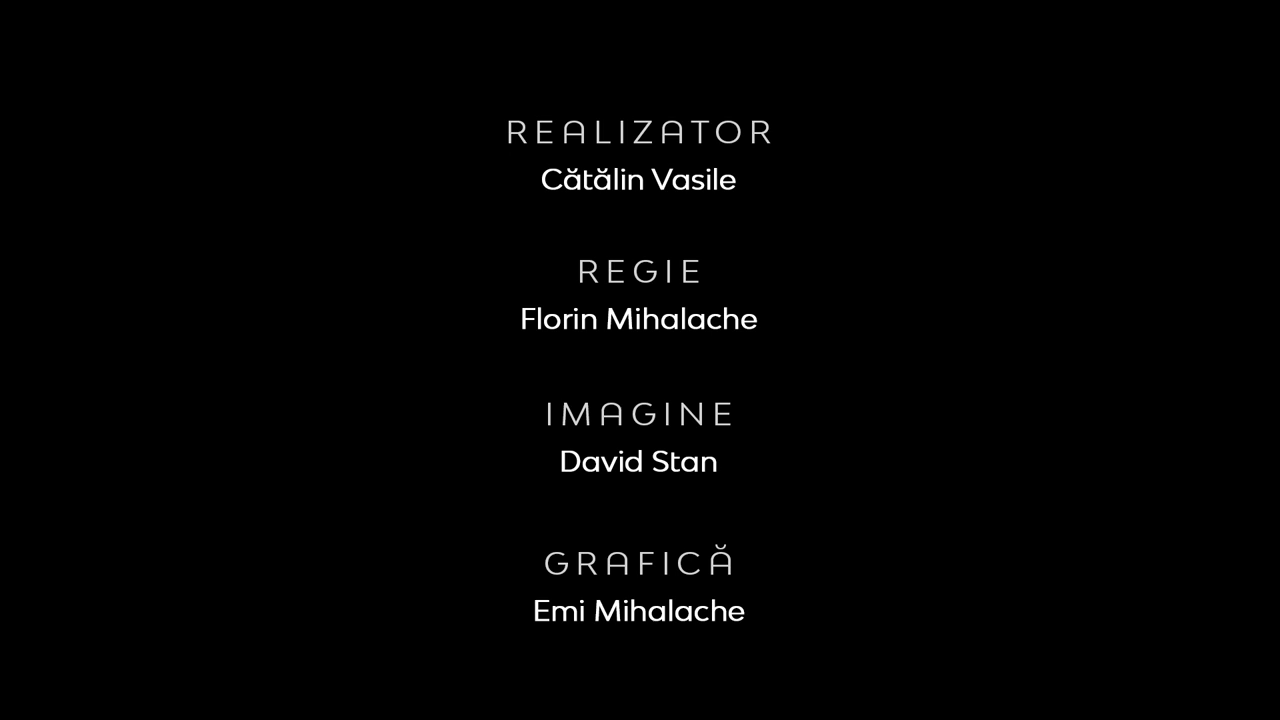 REALIZATOR
Cătălin Vasile
REGIE
Florin Mihalache
IMAGINE
David Stan
GRAFICĂ
Emi Mihalache